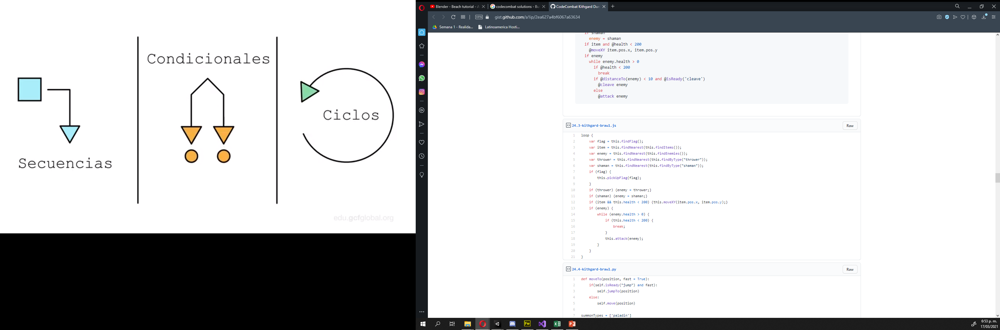 Secuencias
Condicionales
Ciclos
edu.gcfglobal.org
Blender - Beach tutorial - A
codecombat solutions - Bu
CodeCombat Kithgard Dun
VPN
gist.github.com/a1ip/2ea627a4bf6067a63634
Semana 1 - Realida...
Latinoamerica Hosti...
if shaman
enemy = shaman
if item and @health < 200
@moveXY item.pos.x, item.pos.y
if enemy
while enemy.health > 0
if @health < 200
break
if @distanceTo(enemy) < 10 and @isReady('cleave')
@cleave enemy
else
@attack enemy
24.3-kithgard-brawl.js
Raw
1 loop {
2 var flag = this.findFlag();
3 var item = this.findNearest(this.findItems());
4 var enemy = this.findNearest(this.findEnemies());
5 var thrower = this.findNearest(this.findByType("thrower"));
6 var shaman = this.findNearest(this.findByType("shaman"));
7 if (flag) {
8 this.pickUpFlag(flag);
9 }
10 if (thrower) {enemy = thrower;}
11 if (shaman) {enemy = shaman;}
12 if (item && this.health < 200) {this.moveXY(item.pos.x, item.pos.y);}
13 if (enemy) {
14 while (enemy.health > 0) {
15 if (this.health < 200) {
16 break;
17 }
18 this.attack(enemy);
19 }
20 }
21 }
24.4-kithgard-brawl.py
Raw
1 def moveTo(position, fast = True):
2 if(self.isReady("jump") and fast):
3 self.jumpTo(position)
4 else:
5 self.move(position)
6
7 summonTypes = ['paladin']
Fw
6:53 p. m.
17/03/2021